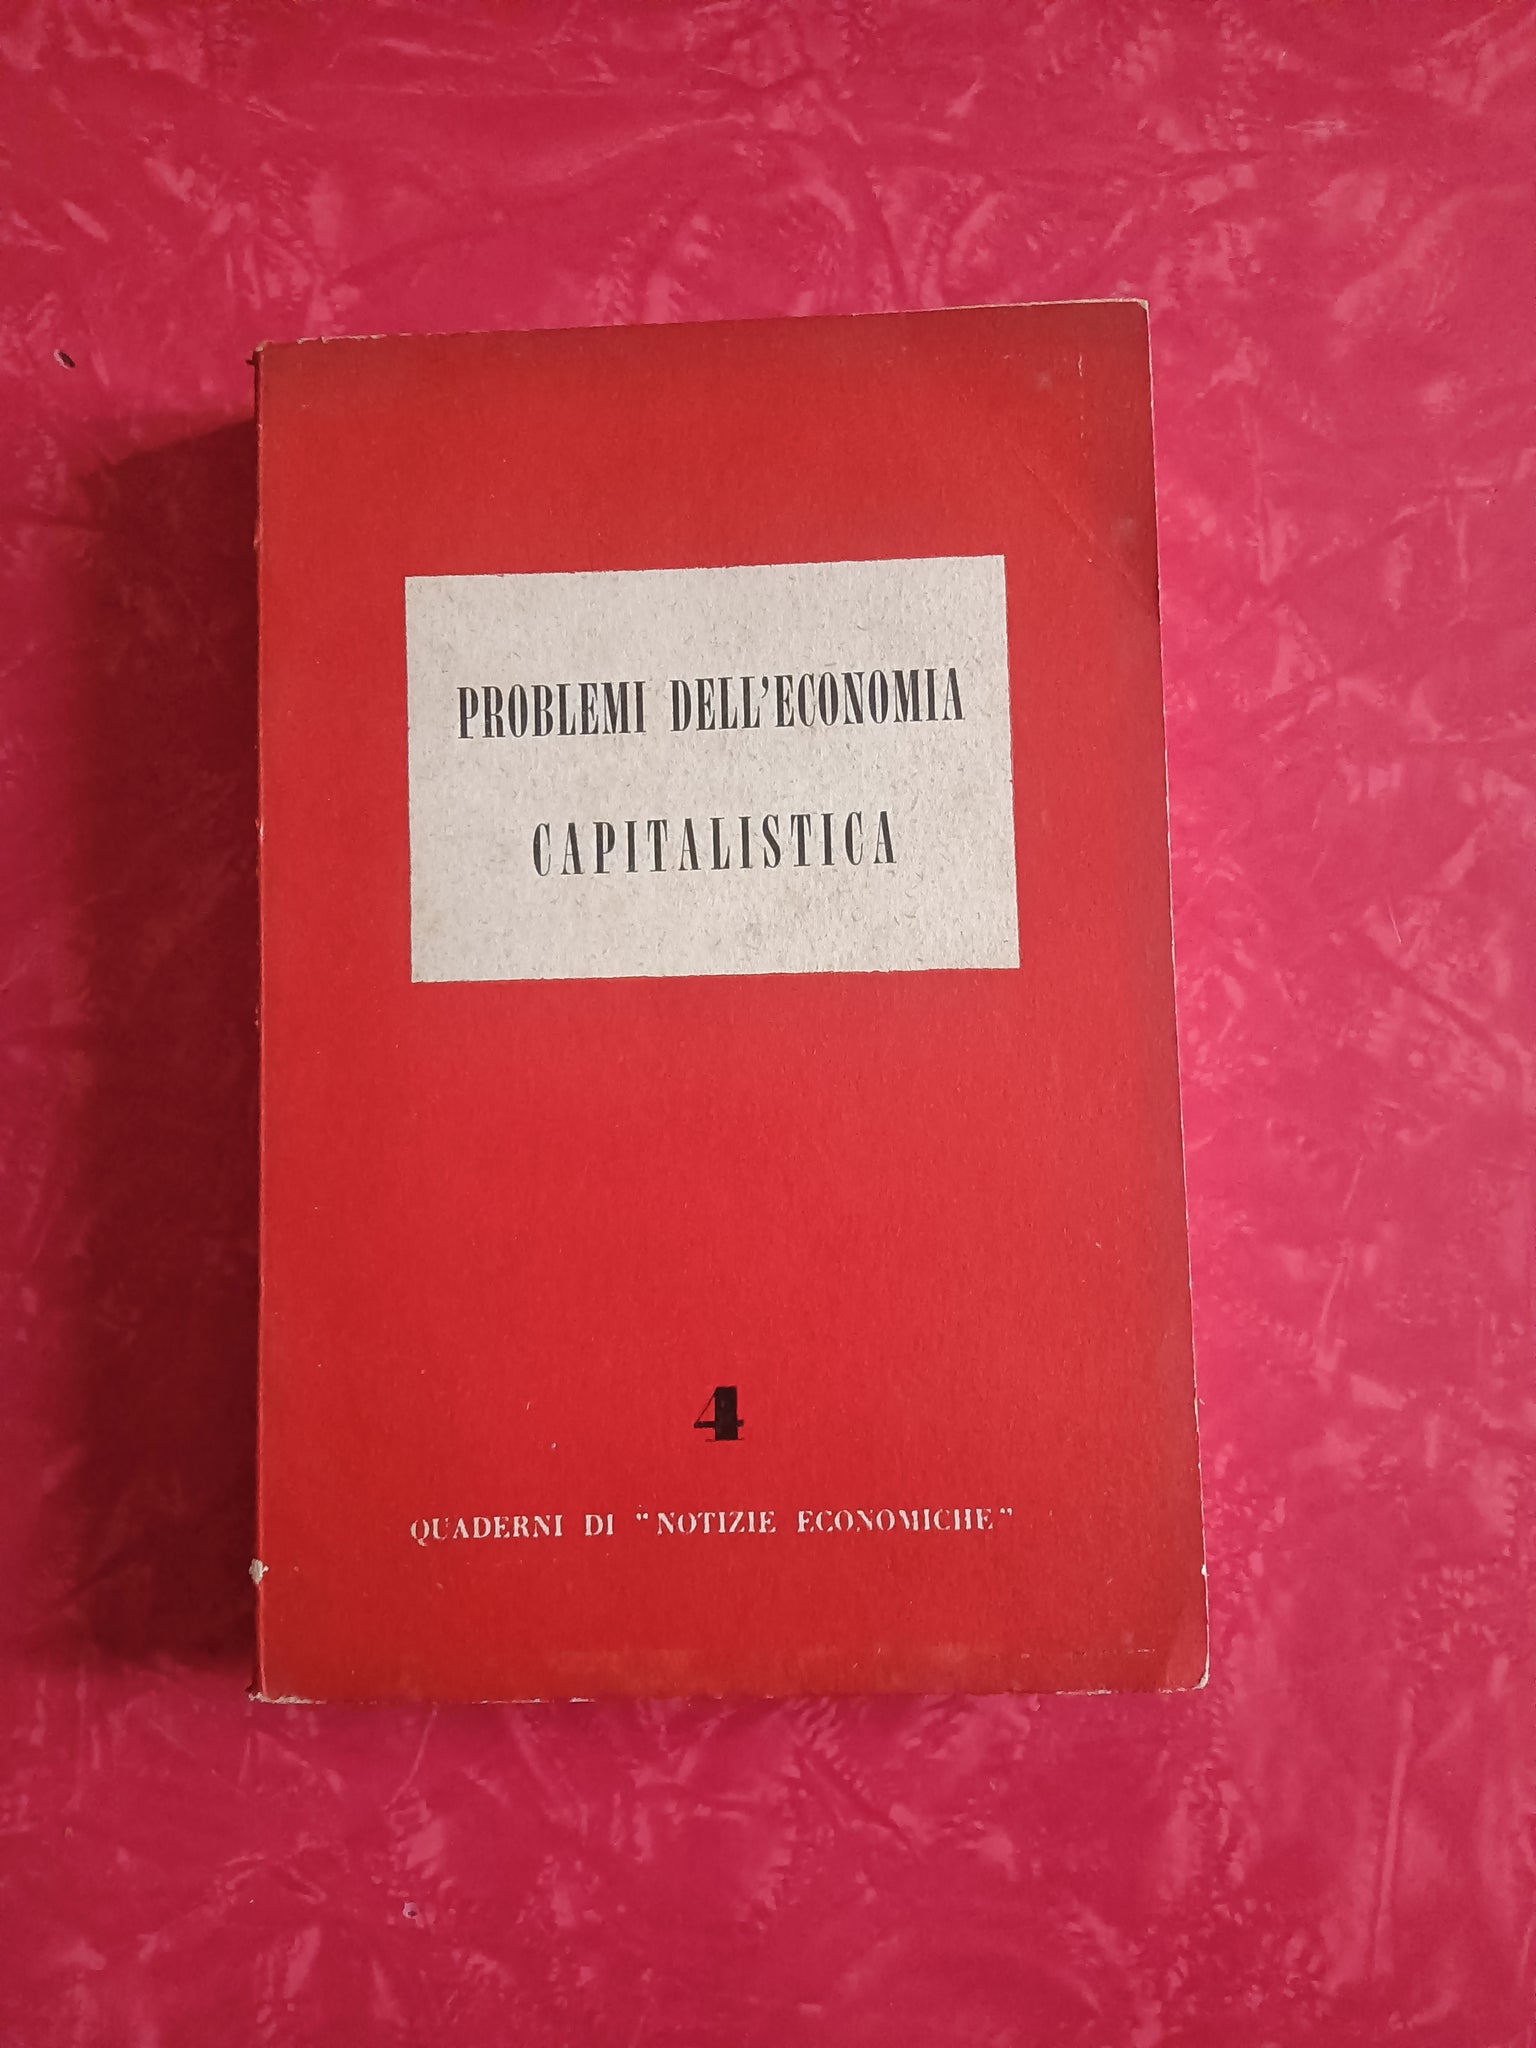 PROBLEMI DELL'ECONOMIA
CAPITALISTICA
4
QUADERNI DI "NOTIZIE ECONOMICHE"